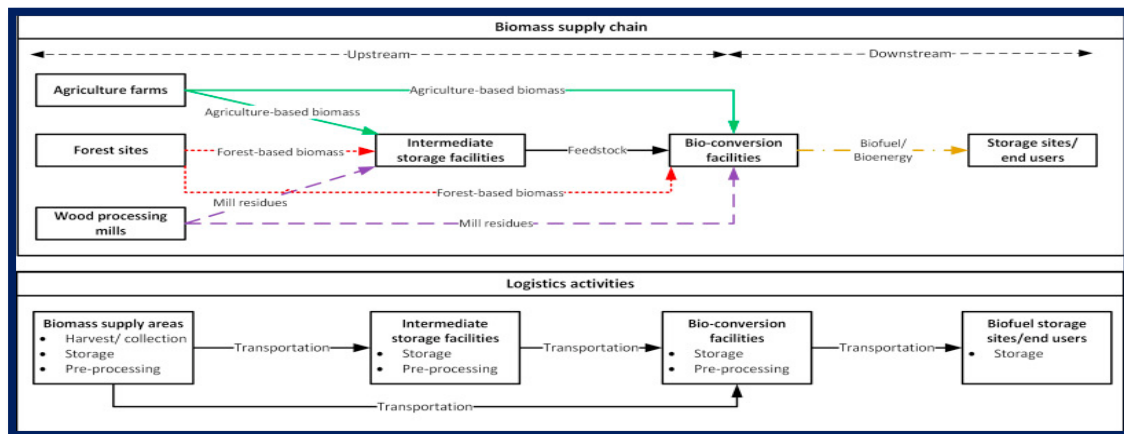 Biomass supply chain
Upstream
Downstream
Agriculture farms
Agriculture-based biomass
Agriculture-based biomass
Forest sites
Forest-based biomass
Intermediate
storage facilities
Feedstock
Bio-conversion
facilities
Biofuel/
Bioenergy
Storage sites/
end users
Forest-based biomass
Mill residues
Wood processing
mills
Mill residues
Logistics activities
Biomass supply areas
• Harvest/ collection
• Storage
• Pre-processing
Transportation
Intermediate
storage facilities
• Storage
• Pre-processing
Transportation
Bio-conversion
facilities
• Storage
• Pre-processing
Transportation
Biofuel storage
sites/end users
• Storage
Transportation